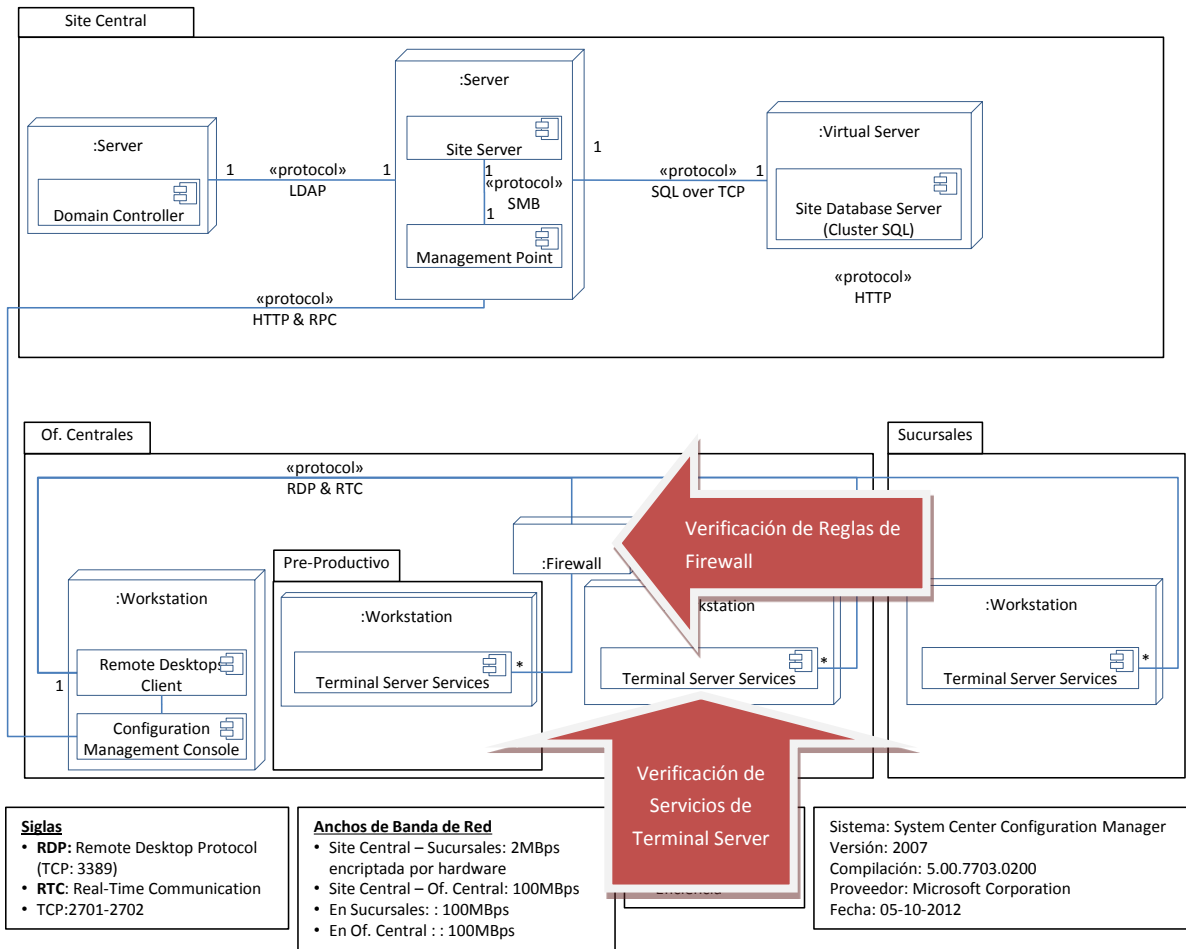 Site Central
:Server
Site Server
1
«protocol»
SMB
1
Management Point
:Server
Domain Controller
1
«protocol»
LDAP
1
1
«protocol»
SQL over TCP
1
:Virtual Server
Site Database Server
(Cluster SQL)
«protocol»
HTTP
«protocol»
HTTP & RPC
Of. Centrales
Sucursales
«protocol»
RDP & RTC
Verificación de Reglas de
Firewall
:Firewall
Pre-Productivo
:Workstation
Remote Desktops
Client
1
Configuration
Management Console
:Workstation
Terminal Server Services
*
Terminal Server Services
*
:Workstation
Terminal Server Services
*
Verificación de
Servicios de
Terminal Server
Siglas
• RDP: Remote Desktop Protocol
(TCP: 3389)
• RTC: Real-Time Communication
• TCP:2701-2702
Anchos de Banda de Red
• Site Central – Sucursales: 2MBps
encriptada por hardware
• Site Central – Of. Central: 100MBps
• En Sucursales: : 100MBps
• En Of. Central : : 100MBps
Sistema: System Center Configuration Manager
Versión: 2007
Compilación: 5.00.7703.0200
Proveedor: Microsoft Corporation
Fecha: 05-10-2012